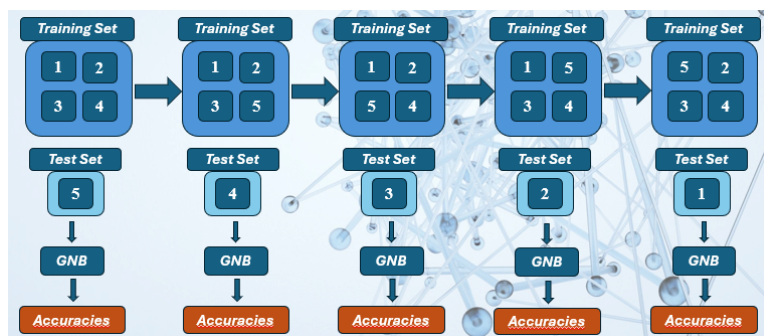 Training Set Training Set Training Set Training Set Training Set
1 2 1 2 1 2 1 5 5 2
3 4 3 5 5 4 3 4 3 4
Test Set Test Set Test Set Test Set Test Set
5 4 3 2 1
GNB GNB GNB GNB GNB
Accuracies Accuracies Accuracies Accuracies Accuracies